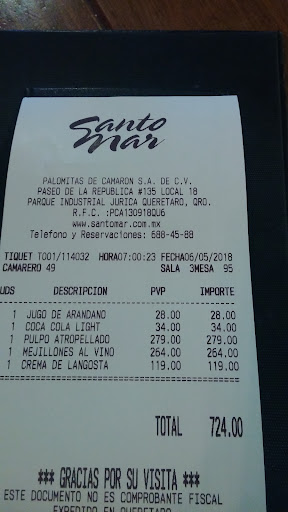 Santo
Mar
PALOMITAS DE CAMARON S.A. DE C.V.
PASEO DE LA REPUBLICA #135 LOCAL 18
PARQUE INDUSTRIAL JURICA QUERETARO, QRO.
R.F.C. :PCA130918QU6
www.santomar.com.mx
Telefono y Reservaciones: 688-45-88
TIQUET T001/114032 HORA07:00:23 FECHA06/05/2018
CAMARERO 49 SALA 3MESA 95
UDS DESCRIPCION PVP IMPORTE
1 JUGO DE ARANDANO 28.00 28.00
1 COCA COLA LIGHT 34.00 34.00
1 PULPO ATROPELLADO 279.00 279.00
1 MEJILLONES AL VINO 264.00 264.00
1 CREMA DE LANGOSTA 119.00 119.00
TOTAL 724.00
*** GRACIAS POR SU VISITA ***
ESTE DOCUMENTO NO ES COMPROBANTE FISCAL
EXPEDIDO EN QUERETARO